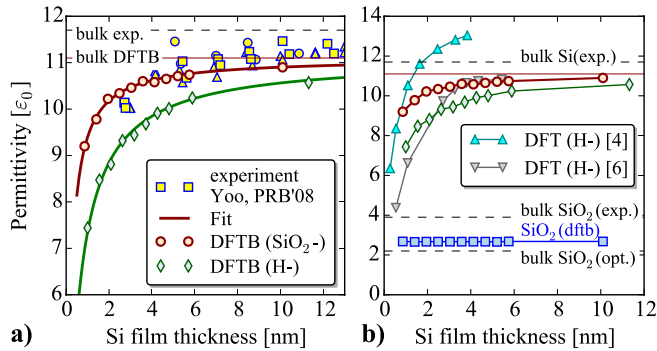 bulk exp.
bulk DFTB
Permittivity [ε0]
12
11
10
9
8
7
6
experiment
Yoo, PRB'08
Fit
DFTB (SiO2-)
DFTB (H-)
0 2 4 6 8 10 12
a) Si film thickness [nm]
14
12
10
8
6
4
2
0
bulk Si(exp.)
DFT (H-) [4]
DFT (H-) [6]
bulk SiO2(exp.)
SiO2(dftb)
bulk SiO2(opt.)
0 2 4 6 8 10
b) Si film thickness [nm]